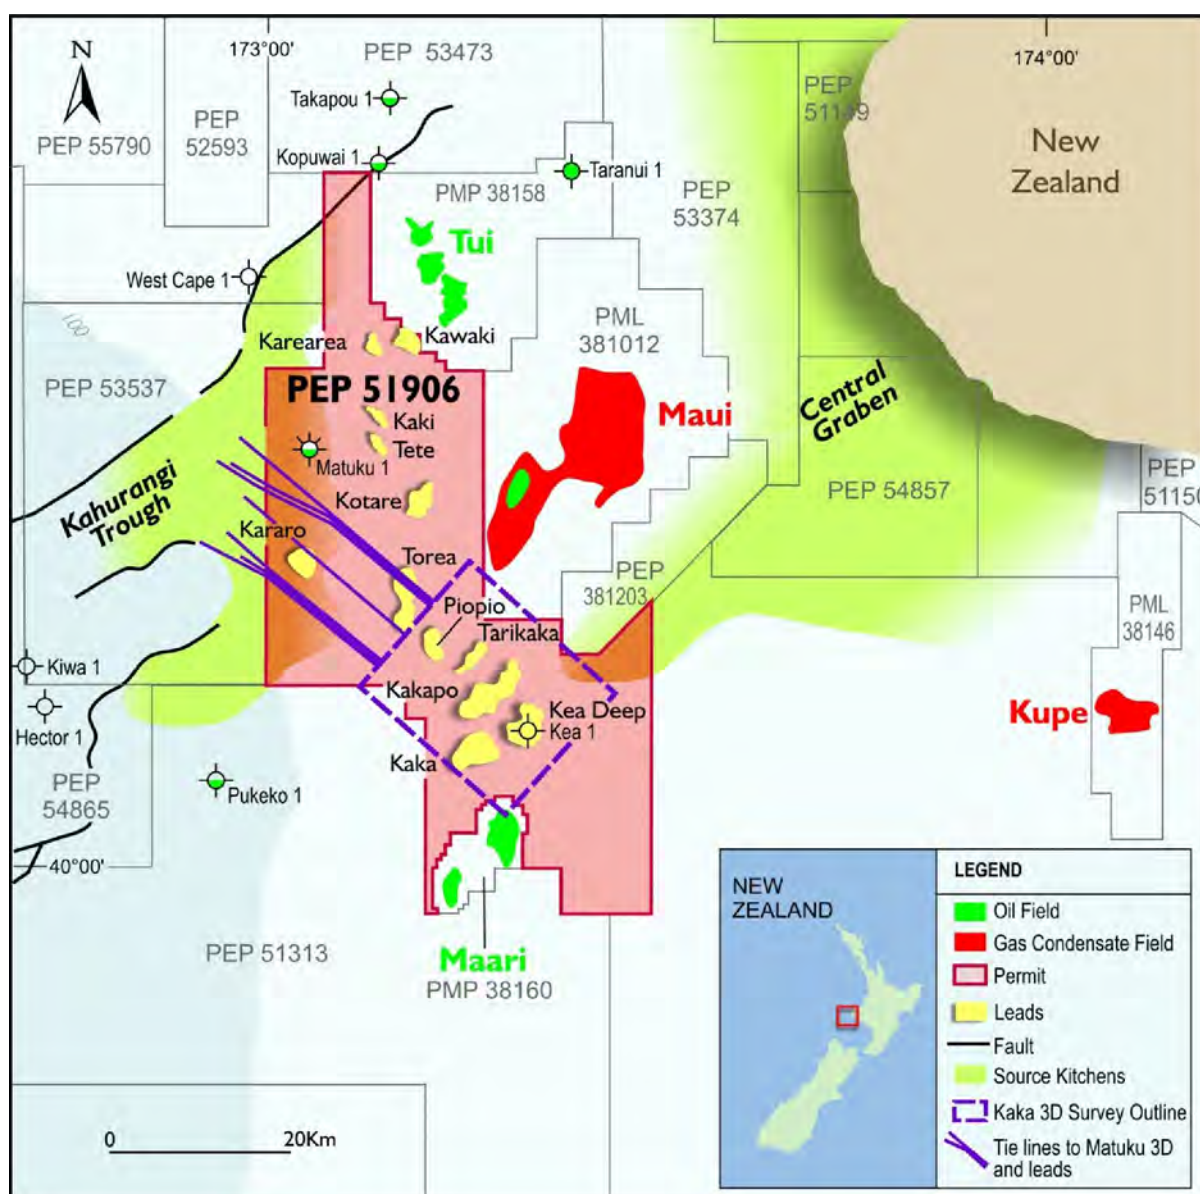 N
173°00'
PEP 53473
174°00'
PEP
51149
Takapou 1
PEP
52593
PEP 55790
Kopuwai 1
New
Zealand
Taranui 1
PMP 38158
PEP
53374
Tui
West Cape 1
100
PML
381012
Karearea
Kawaki
PEP 53537
PEP 51906
Central
Graben
Maui
Kaki
Tete
Matuku 1
PEP
51150
PEP 54857
Kahurangi
Trough
Kotare
Kararo
Torea
PEP
381203
Piopio
PML
38146
Tarikaka
Kiwa 1
Kakapo
Kea Deep
Kea 1
Kupe
Hector 1
Kaka
PEP
54865
Pukeko 1
40°00'
PEP 51313
Maari
PMP 38160
0 20Km
NEW
ZEALAND
LEGEND
Oil Field
Gas Condensate Field
Permit
Leads
Fault
Source Kitchens
Kaka 3D Survey Outline
Tie lines to Matuku 3D
and leads